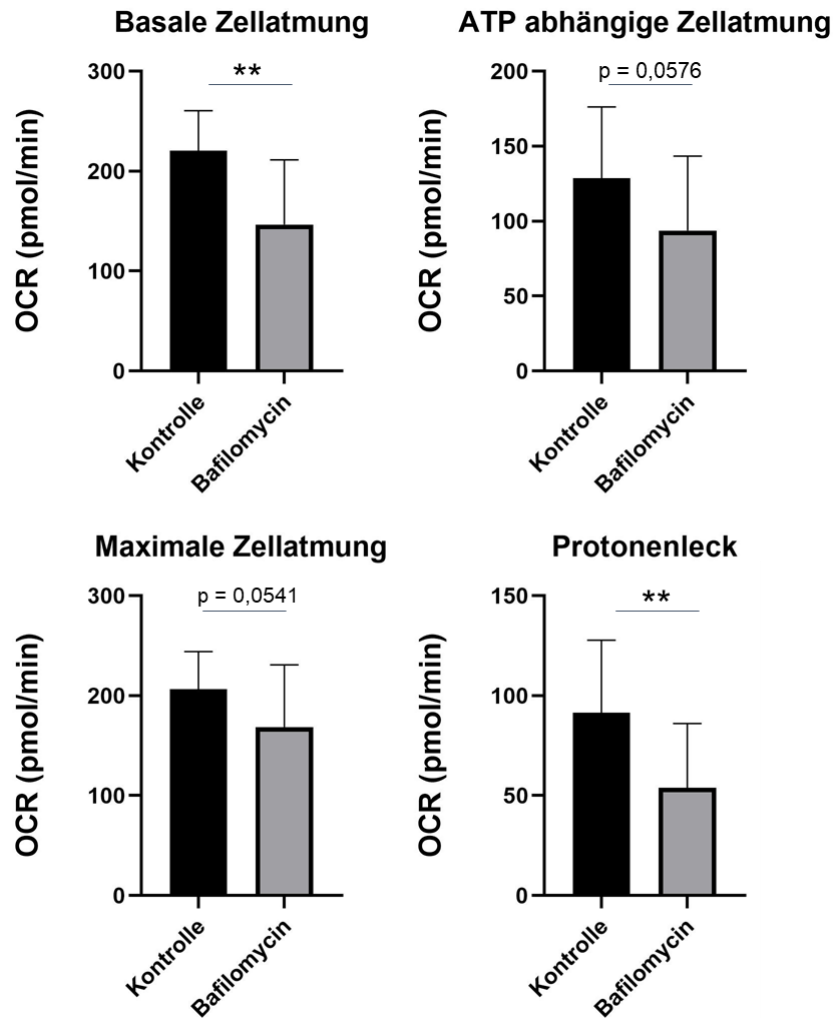 Basale Zellatmung
OCR (pmol/min)
300
200
100
0
**
Kontrolle
Bafilomycin
ATP abhängige Zellatmung
OCR (pmol/min)
200
150
100
50
0
p = 0,0576
Kontrolle
Bafilomycin
Maximale Zellatmung
OCR (pmol/min)
300
200
100
0
p = 0,0541
Kontrolle
Bafilomycin
Protonenleck
OCR (pmol/min)
150
100
50
0
**
Kontrolle
Bafilomycin